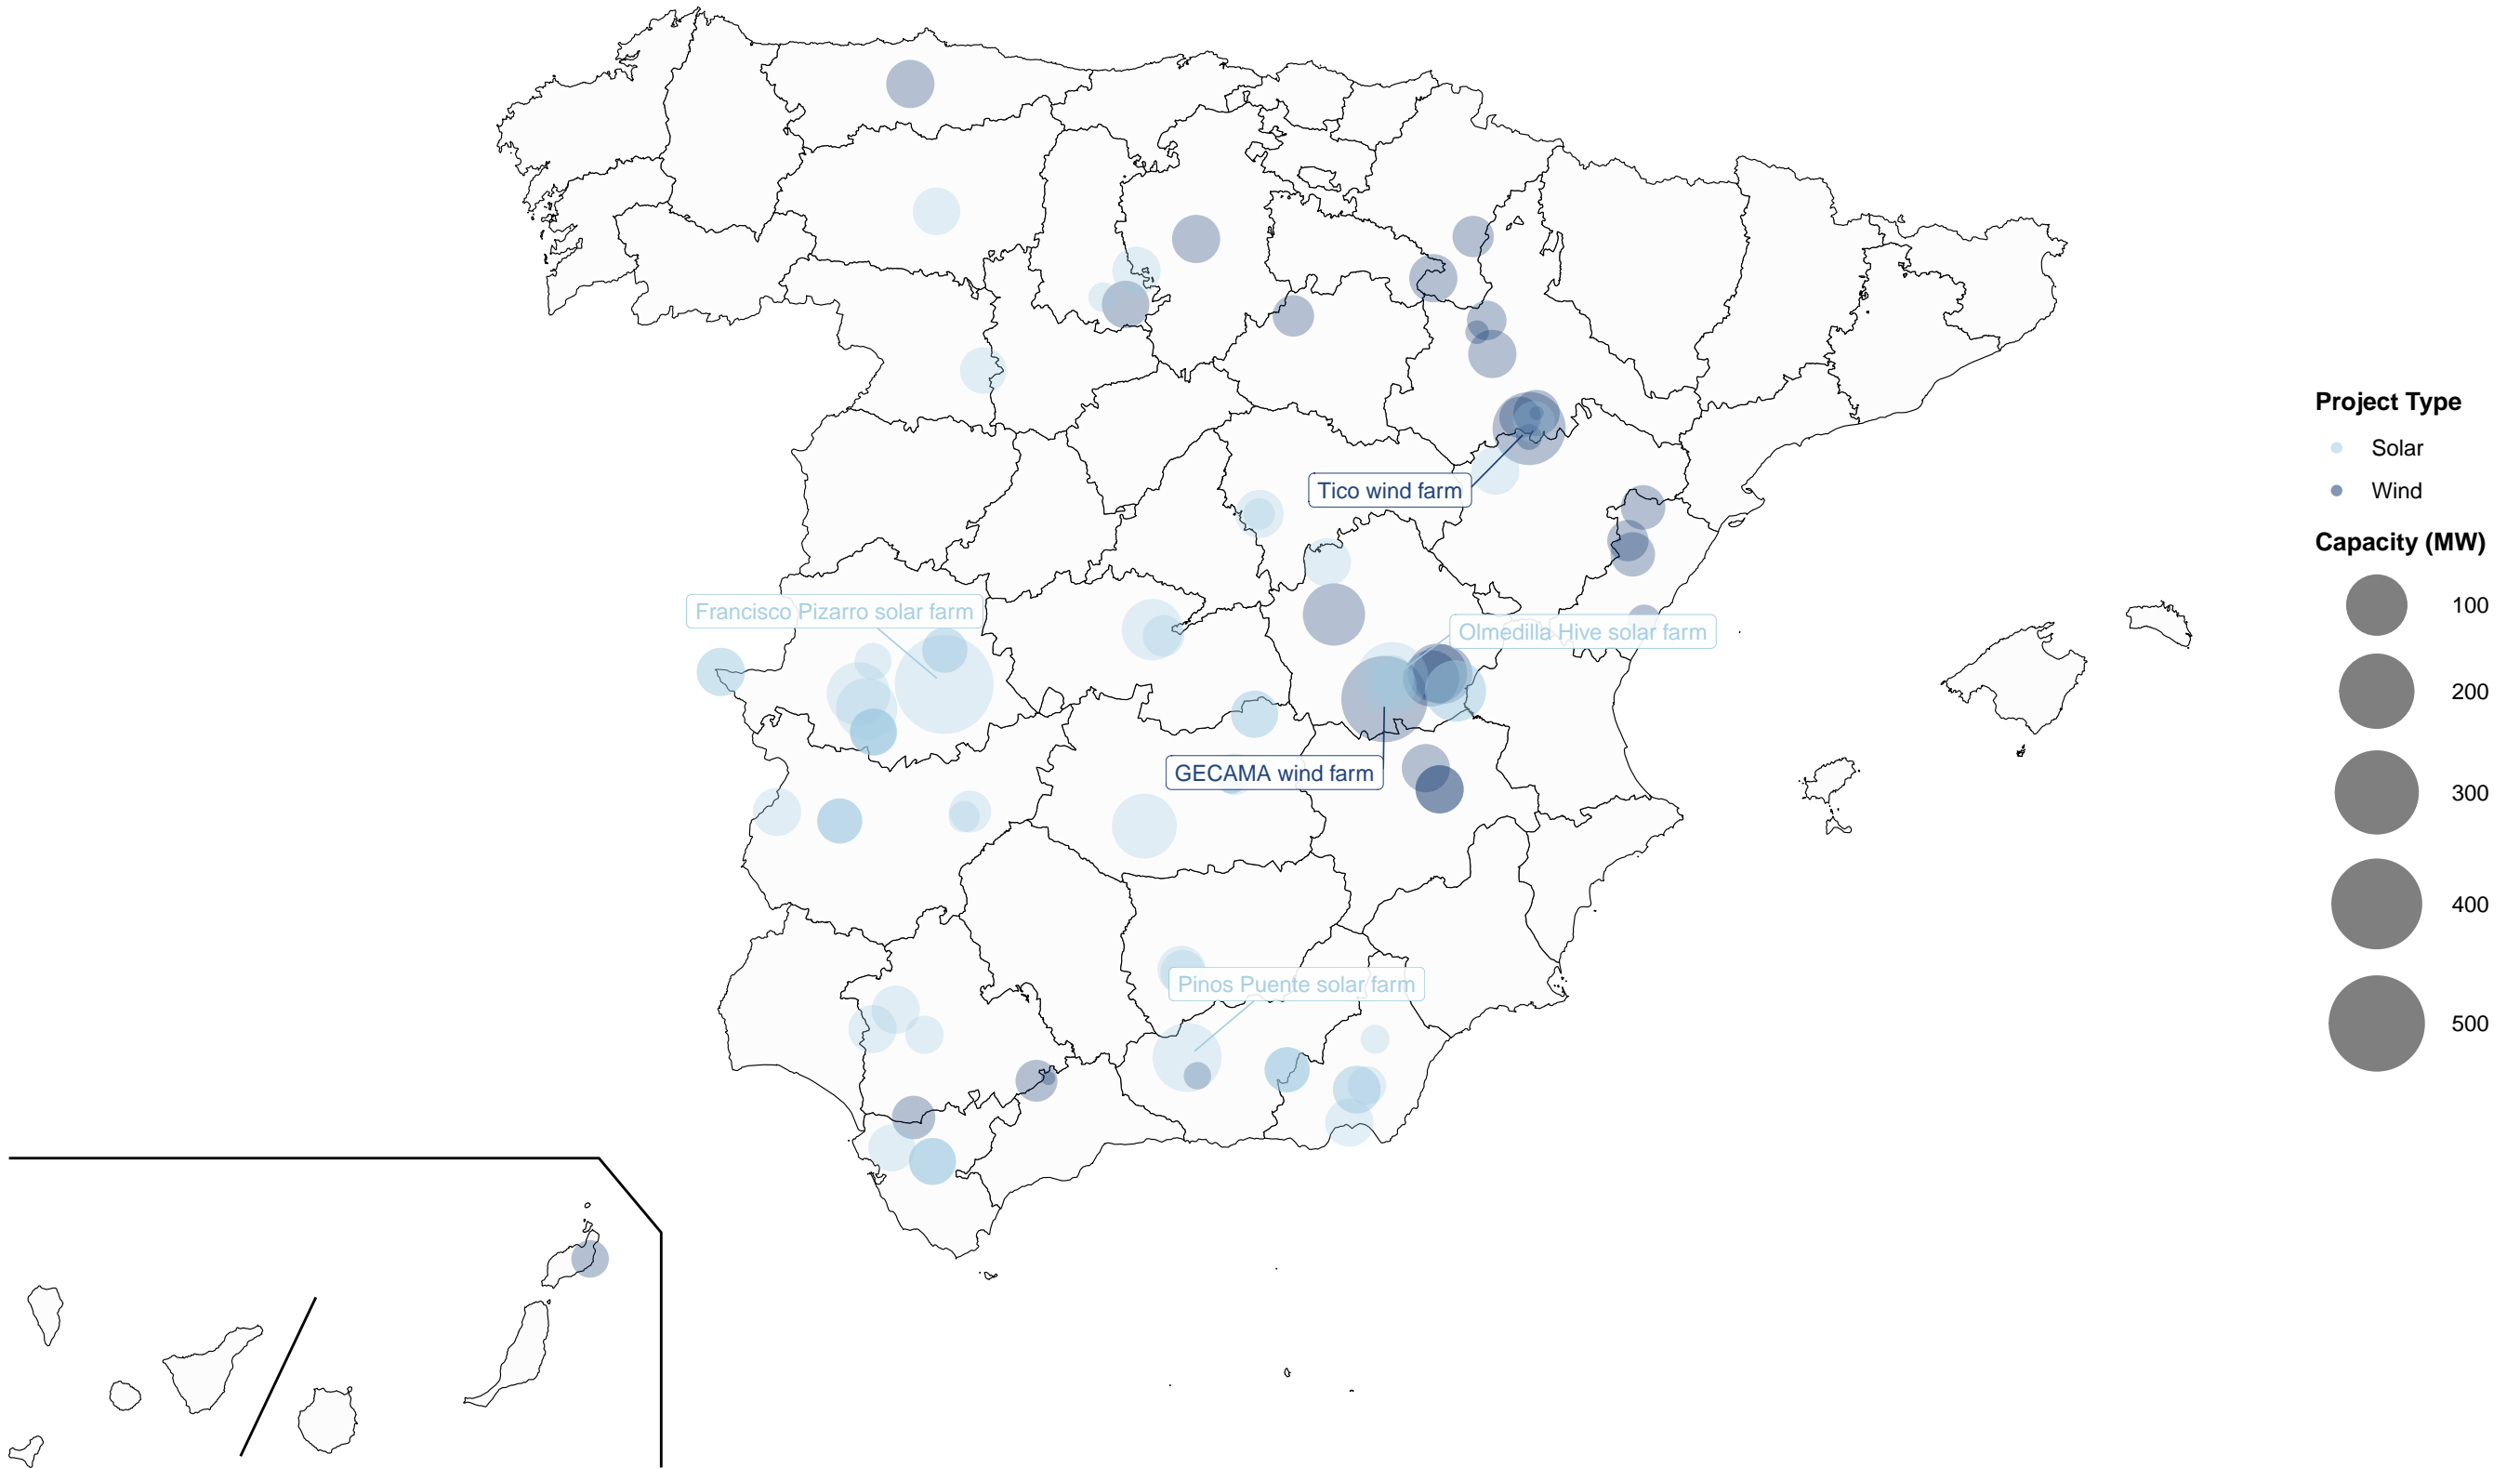 Project Type
Solar
Wind
Tico wind farm
Capacity (MW)
100
Francisco Pizarro solar farm
Olmedilla Hive solar farm
200
GECAMA wind farm
300
400
Pinos Puente solar farm
500